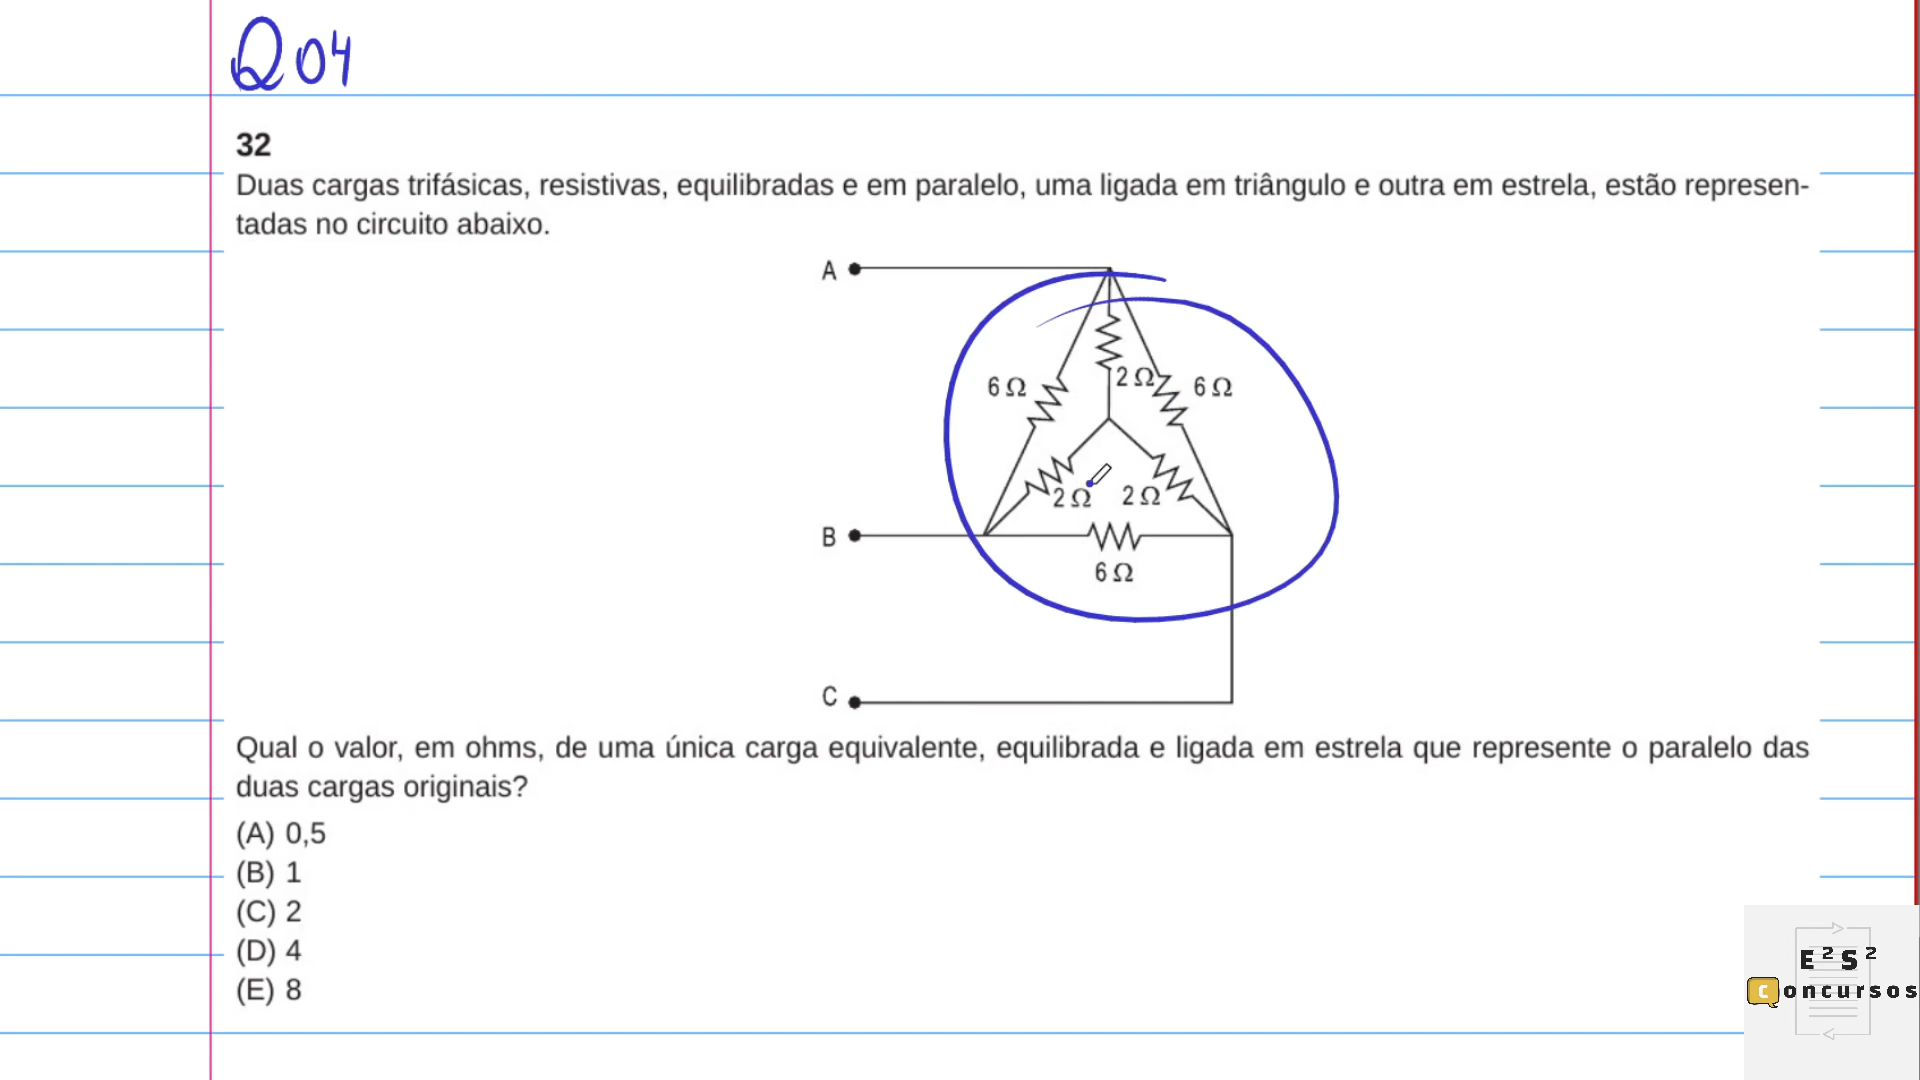 Q04
32
Duas cargas trifásicas, resistivas, equilibradas e em paralelo, uma ligada em triângulo e outra em estrela, estão represen-
tadas no circuito abaixo.
A
2 Ω
6 Ω
6 Ω
2 Ω
2 Ω
B
6 Ω
C
Qual o valor, em ohms, de uma única carga equivalente, equilibrada e ligada em estrela que represente o paralelo das
duas cargas originais?
(A) 0,5
(B) 1
(C) 2
(D) 4
(E) 8
E²S²
Concursos